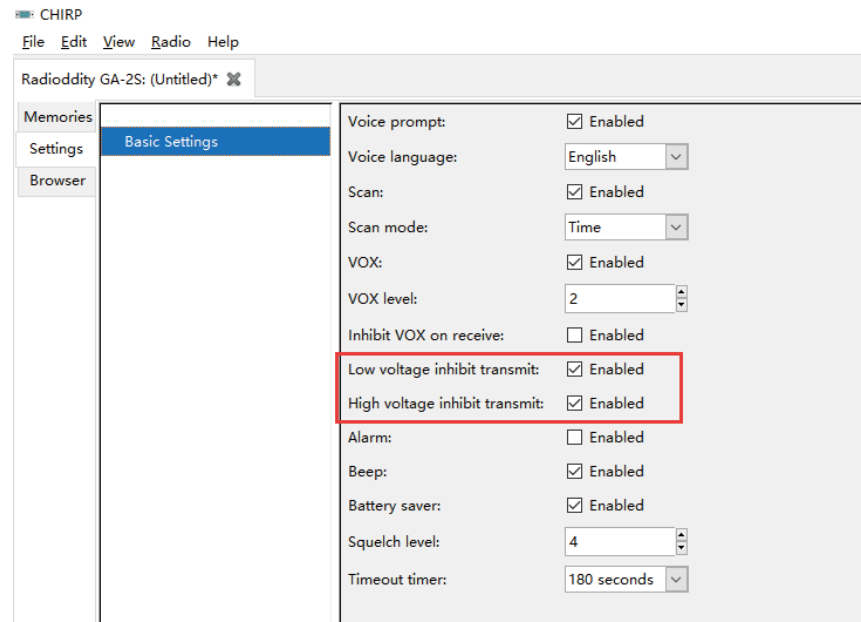 CHIRP
File Edit View Radio Help
Radioddity GA-2S: (Untitled)*
Memories
Settings
Browser
Basic Settings
Voice prompt: Enabled
Voice language: English
Scan: Enabled
Scan mode: Time
VOX: Enabled
VOX level: 2
Inhibit VOX on receive: Enabled
Low voltage inhibit transmit: Enabled
High voltage inhibit transmit: Enabled
Alarm: Enabled
Beep: Enabled
Battery saver: Enabled
Squelch level: 4
Timeout timer: 180 seconds